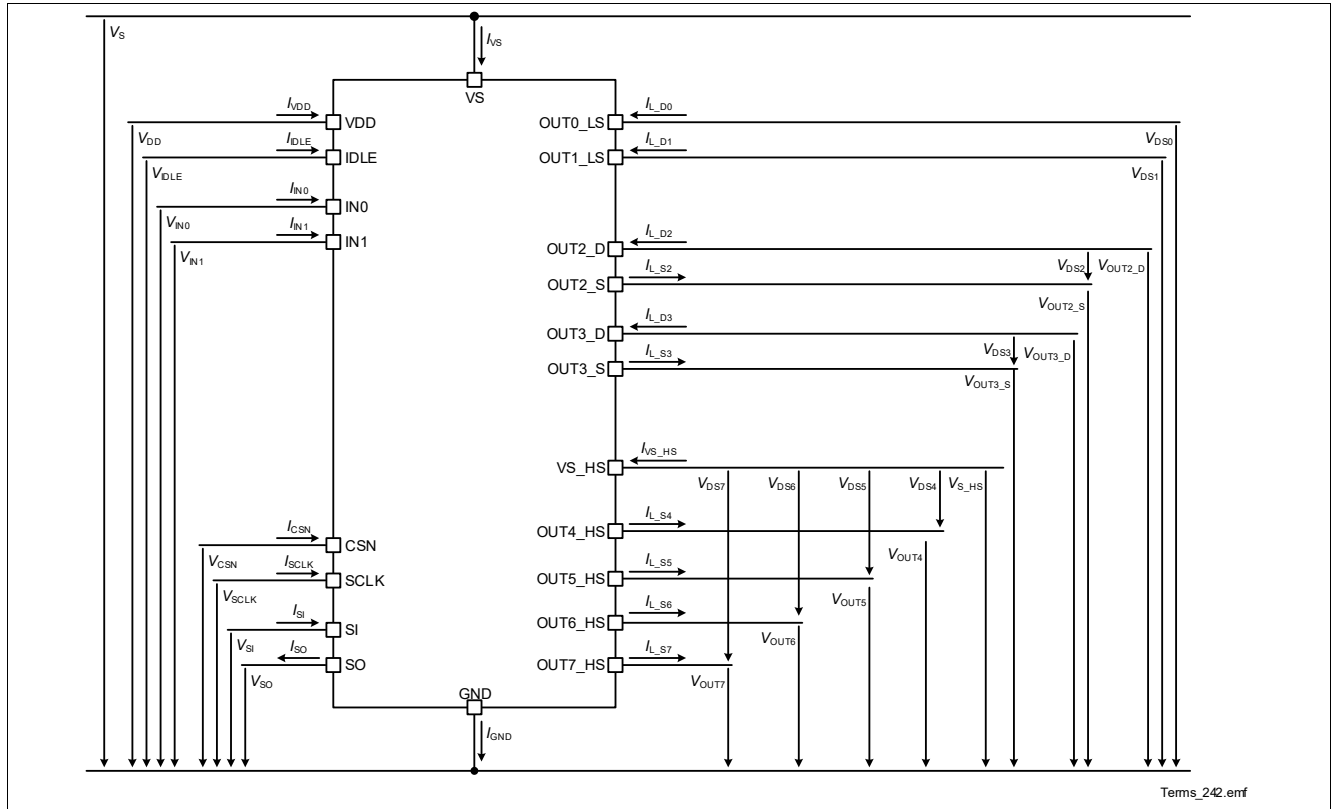 VS
IVS
VS
IVDD
VDD
OUT0_LS
IL_D0
VDD
VDS0
IIDLE
IDLE
OUT1_LS
IL_D1
VIDLE
VDS1
IIN0
IN0
VIN0
IIN1
IN1
VIN1
OUT2_D
IL_D2
VDS2
VOUT2_D
OUT2_S
IL_S2
VOUT2_S
OUT3_D
IL_D3
VDS3
VOUT3_D
OUT3_S
IL_S3
VOUT3_S
VS_HS
IVS_HS
VDS7
VDS6
VDS5
VDS4
VS_HS
OUT4_HS
IL_S4
ICSN
CSN
VOUT4
VCSN
ISCLK
SCLK
OUT5_HS
IL_S5
VSCLK
VOUT5
ISI
SI
OUT6_HS
IL_S6
VSI
VOUT6
ISO
SO
OUT7_HS
IL_S7
VSO
VOUT7
GND
IGND
Terms_242.emf